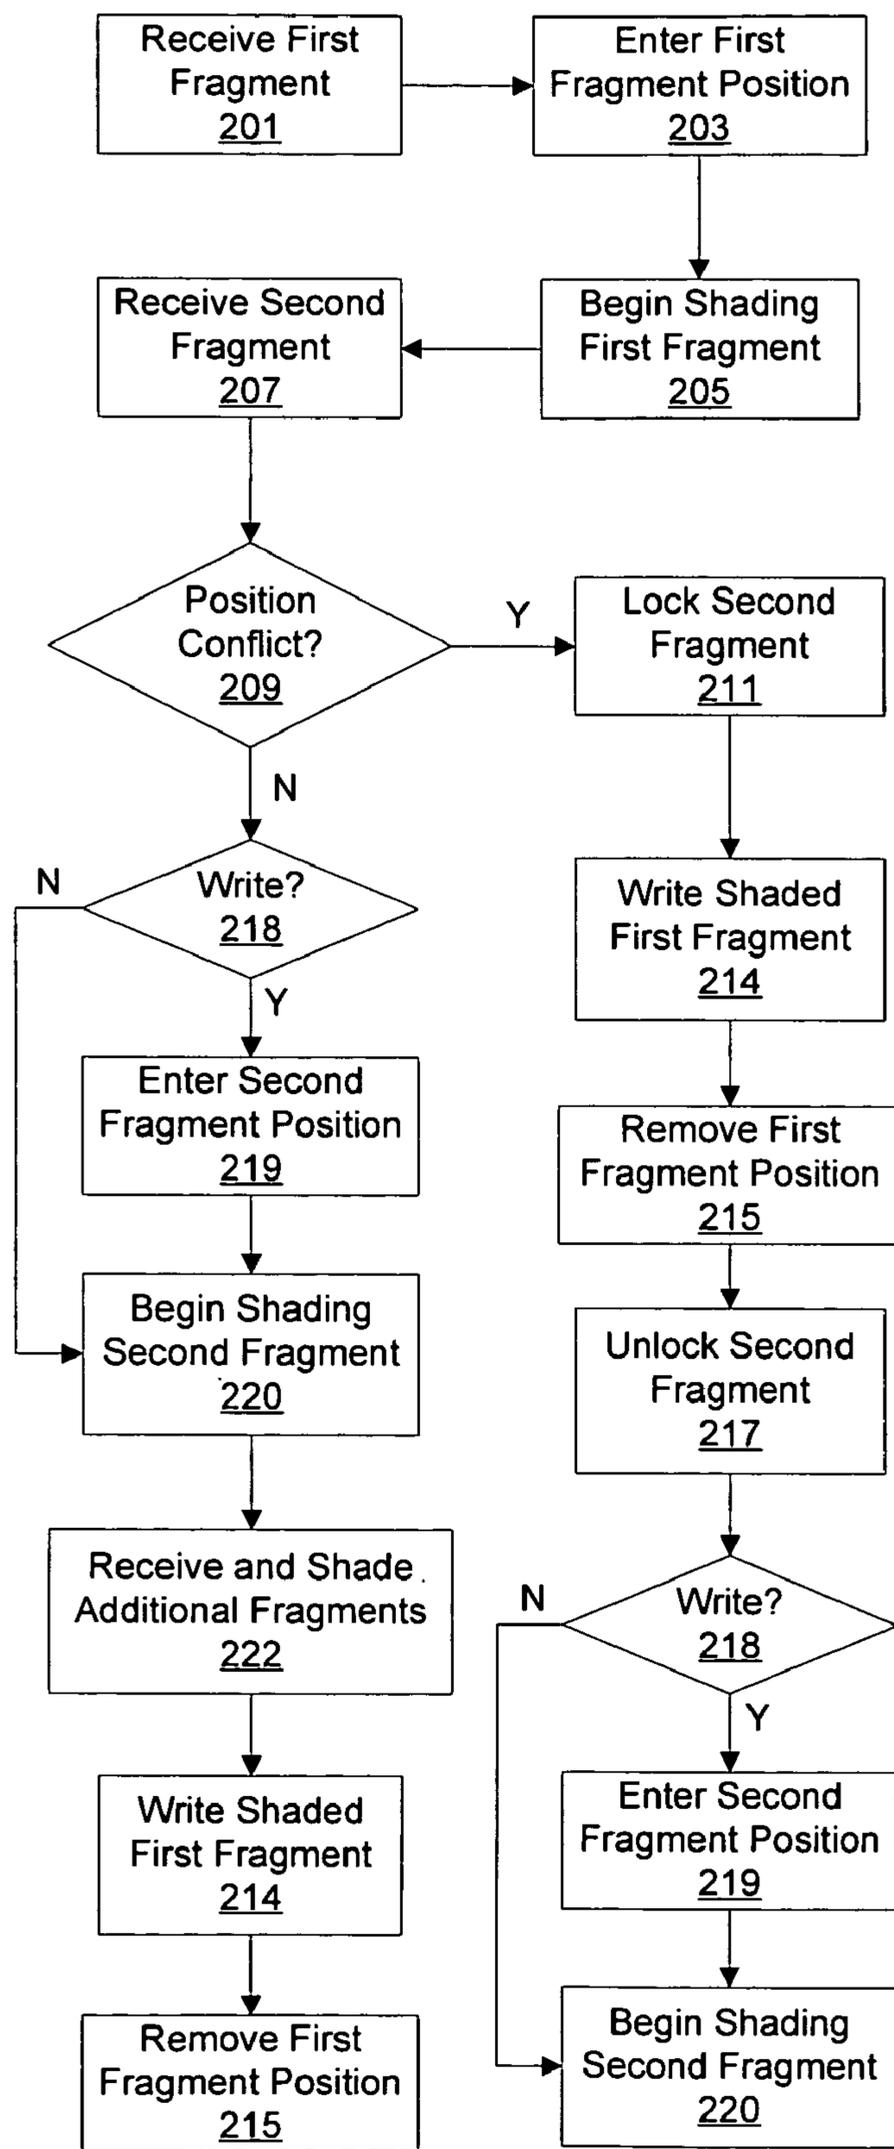 Receive First
Fragment
201
Enter First
Fragment Position
203
Receive Second
Fragment
207
Begin Shading
First Fragment
205
Position
Conflict?
209
Y
Lock Second
Fragment
211
N
N
Write?
218
Y
Write Shaded
First Fragment
214
Enter Second
Fragment Position
219
Remove First
Fragment Position
215
Begin Shading
Second Fragment
220
Unlock Second
Fragment
217
Receive and Shade
Additional Fragments
222
N
Write?
218
Y
Write Shaded
First Fragment
214
Enter Second
Fragment Position
219
Remove First
Fragment Position
215
Begin Shading
Second Fragment
220